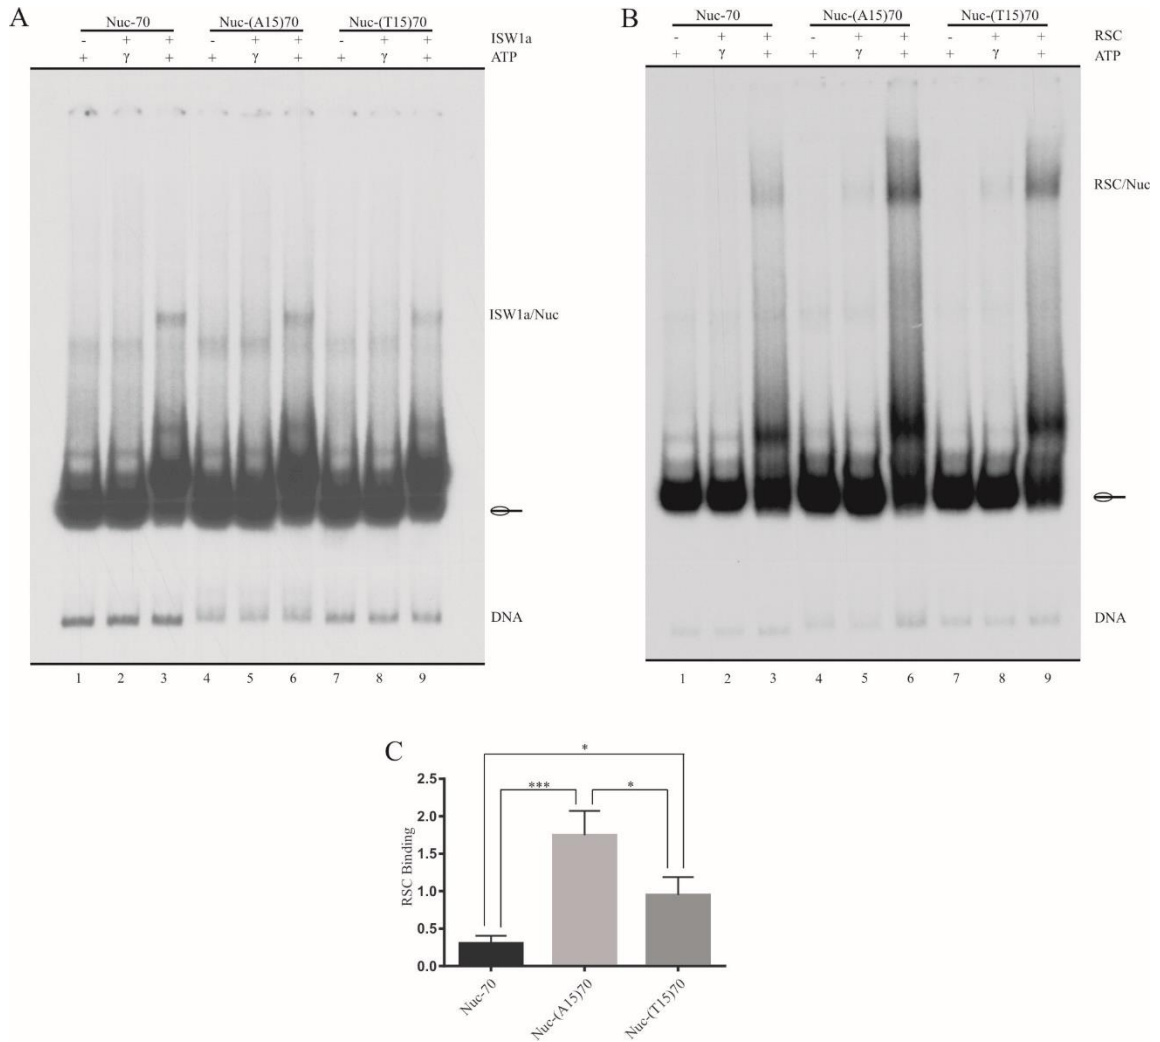 A
Nuc-70 Nuc-(A15)70 Nuc-(T15)70
- + + - + + - + + ISW1a
+ γ + + γ + + γ + ATP
ISW1a/Nuc
DNA
1 2 3 4 5 6 7 8 9
B
Nuc-70 Nuc-(A15)70 Nuc-(T15)70
- + + - + + - + + RSC
+ γ + + γ + + γ + ATP
RSC/Nuc
DNA
1 2 3 4 5 6 7 8 9
C
*
*** *
2.5
2.0
1.5
1.0
0.5
0.0
RSC Binding
Nuc-70
Nuc-(A15)70
Nuc-(T15)70